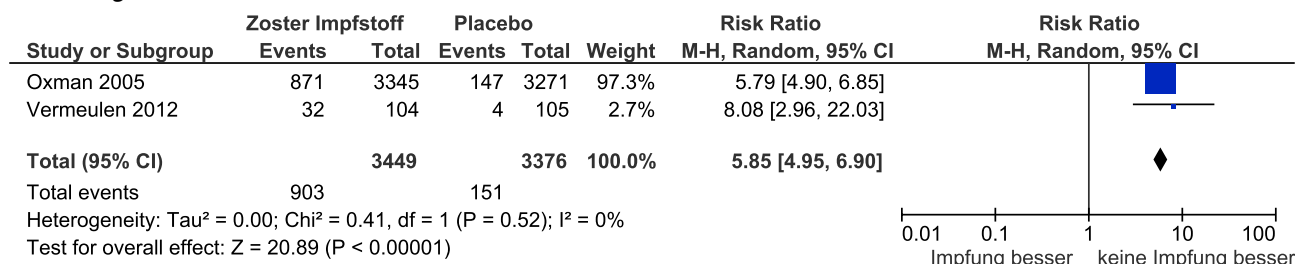 Zoster Impfstoff Placebo Risk Ratio Risk Ratio
Study or Subgroup Events Total Events Total Weight M-H, Random, 95% CI M-H, Random, 95% CI
Oxman 2005 871 3345 147 3271 97.3% 5.79 [4.90, 6.85]
Vermeulen 2012 32 104 4 105 2.7% 8.08 [2.96, 22.03]
Total (95% CI) 3449 3376 100.0% 5.85 [4.95, 6.90]
Total events 903 151
Heterogeneity: Tau² = 0.00; Chi² = 0.41, df = 1 (P = 0.52); I² = 0%
Test for overall effect: Z = 20.89 (P < 0.00001)
0.01 0.1 1 10 100
Impfung besser keine Impfung besser